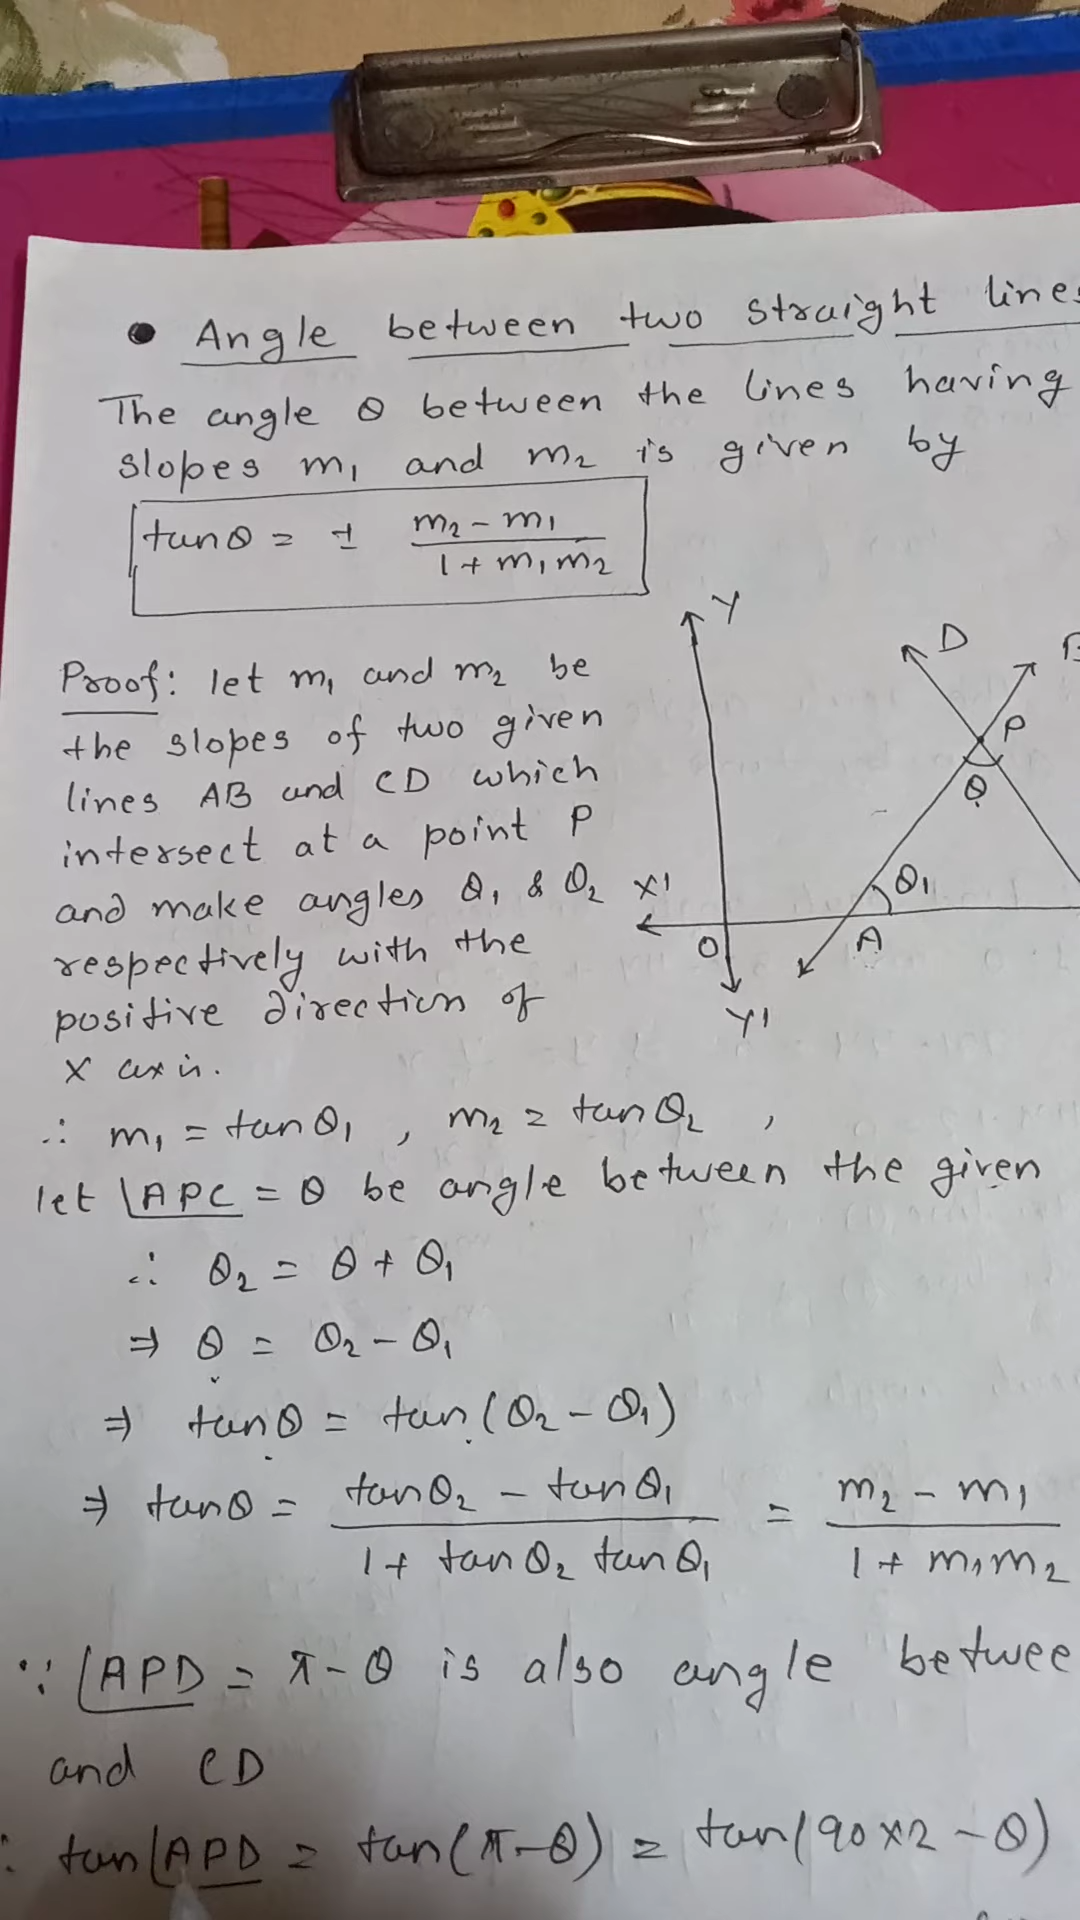 • Angle between two straight lines
The angle θ between the lines having
slopes m₁ and m₂ is given by
tanθ = ± (m₂ - m₁)/(1 + m₁m₂)
Y
D
P
θ
θ₁
X'
O
A
Y'
Proof: let m₁ and m₂ be
the slopes of two given
lines AB and CD which
intersect at a point P
and make angles θ₁ & θ₂
respectively with the
positive direction of
X axis.
∴ m₁ = tanθ₁ , m₂ = tanθ₂ ,
let ∠APC = θ be angle between the given
∴ θ₂ = θ + θ₁
⇒ θ = θ₂ - θ₁
⇒ tanθ = tan(θ₂ - θ₁)
⇒ tanθ = (tanθ₂ - tanθ₁)/(1 + tanθ₂ tanθ₁) = (m₂ - m₁)/(1 + m₁m₂)
∵ ∠APD = π - θ is also angle betwee
and CD
∴ tan∠APD = tan(π - θ) = tan(90×2 - θ)